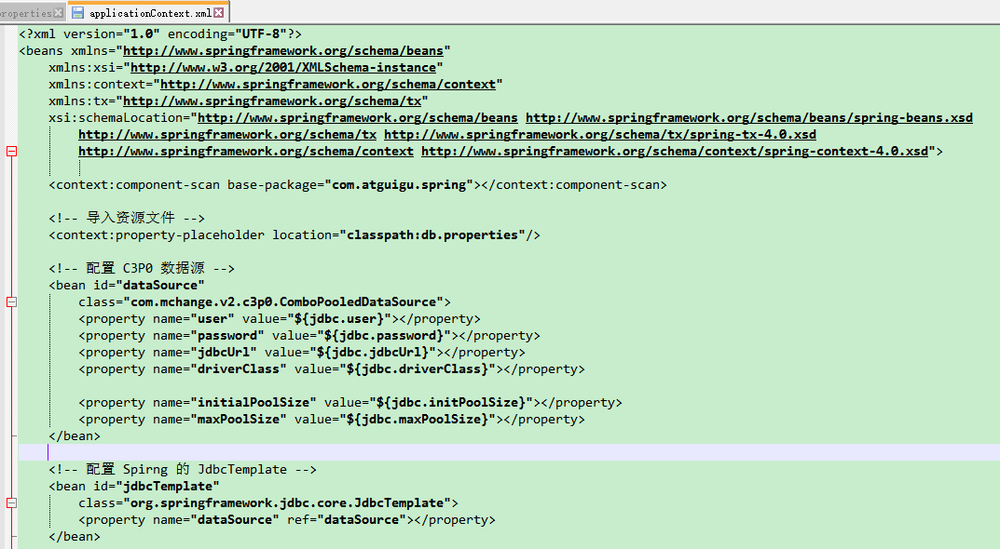 properties
applicationContext.xml
<?xml version="1.0" encoding="UTF-8"?>
<beans xmlns="http://www.springframework.org/schema/beans"
xmlns:xsi="http://www.w3.org/2001/XMLSchema-instance"
xmlns:context="http://www.springframework.org/schema/context"
xmlns:tx="http://www.springframework.org/schema/tx"
xsi:schemaLocation="http://www.springframework.org/schema/beans http://www.springframework.org/schema/beans/spring-beans.xsd
http://www.springframework.org/schema/tx http://www.springframework.org/schema/tx/spring-tx-4.0.xsd
http://www.springframework.org/schema/context http://www.springframework.org/schema/context/spring-context-4.0.xsd">
<context:component-scan base-package="com.atguigu.spring"></context:component-scan>
<!-- 导入资源文件 -->
<context:property-placeholder location="classpath:db.properties"/>
<!-- 配置 C3P0 数据源 -->
<bean id="dataSource"
class="com.mchange.v2.c3p0.ComboPooledDataSource">
<property name="user" value="${jdbc.user}"></property>
<property name="password" value="${jdbc.password}"></property>
<property name="jdbcUrl" value="${jdbc.jdbcUrl}"></property>
<property name="driverClass" value="${jdbc.driverClass}"></property>
<property name="initialPoolSize" value="${jdbc.initPoolSize}"></property>
<property name="maxPoolSize" value="${jdbc.maxPoolSize}"></property>
</bean>
<!-- 配置 Spirng 的 JdbcTemplate -->
<bean id="jdbcTemplate"
class="org.springframework.jdbc.core.JdbcTemplate">
<property name="dataSource" ref="dataSource"></property>
</bean>